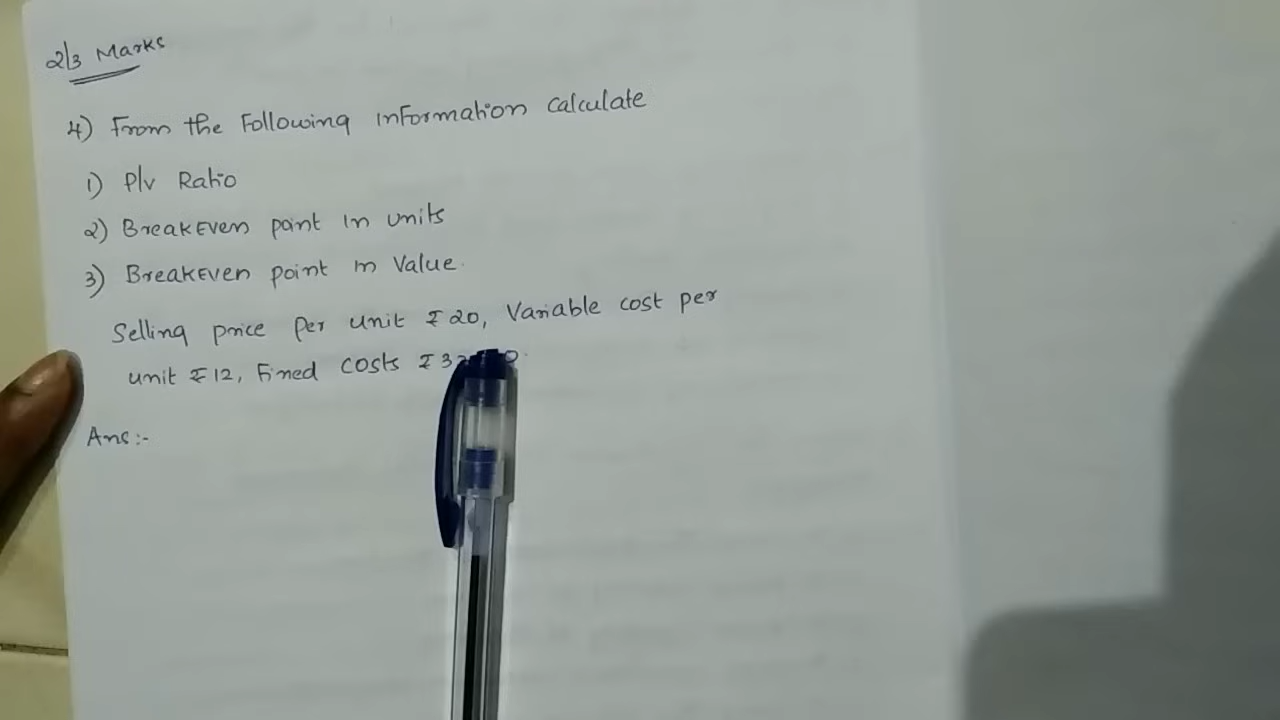 2/3 Marks
4) From the Following information calculate
1) P/v Ratio
2) BreakEven point in units
3) BreakEven point in Value.
Selling price per unit ₹20, Variable cost per
unit ₹12, Fixed costs
Ans:-